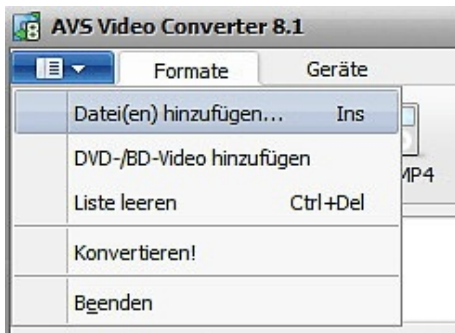 AVS Video Converter 8.1
Formate Geräte
Datei(en) hinzufügen... Ins
DVD-/BD-Video hinzufügen
MP4
Liste leeren Ctrl+Del
Konvertieren!
Beenden